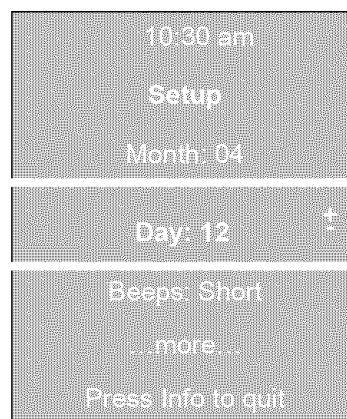 10:30 am
Setup
Month: 04
Day: 12 +
-
Beeps: Short
...more...
Press Info to quit